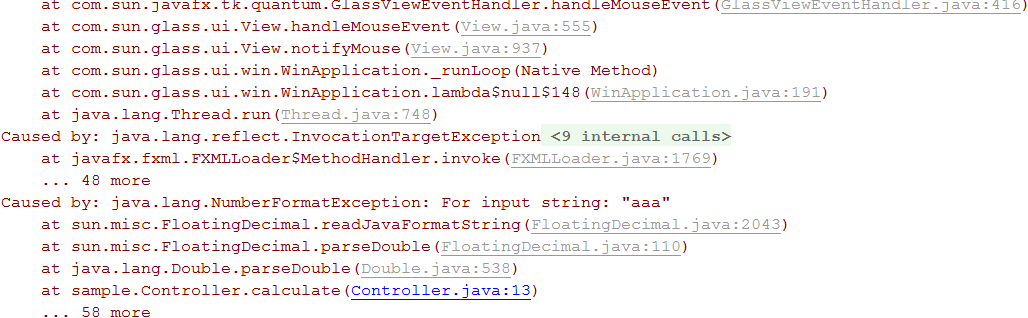 at com.sun.javafx.tk.quantum.GlassViewEventHandler.handleMouseEvent(GlassViewEventHandler.java:416)
at com.sun.glass.ui.View.handleMouseEvent(View.java:555)
at com.sun.glass.ui.View.notifyMouse(View.java:937)
at com.sun.glass.ui.win.WinApplication._runLoop(Native Method)
at com.sun.glass.ui.win.WinApplication.lambda$null$148(WinApplication.java:191)
at java.lang.Thread.run(Thread.java:748)
Caused by: java.lang.reflect.InvocationTargetException <9 internal calls>
at javafx.fxml.FXMLLoader$MethodHandler.invoke(FXMLLoader.java:1769)
... 48 more
Caused by: java.lang.NumberFormatException: For input string: "aaa"
at sun.misc.FloatingDecimal.readJavaFormatString(FloatingDecimal.java:2043)
at sun.misc.FloatingDecimal.parseDouble(FloatingDecimal.java:110)
at java.lang.Double.parseDouble(Double.java:538)
at sample.Controller.calculate(Controller.java:13)
... 58 more